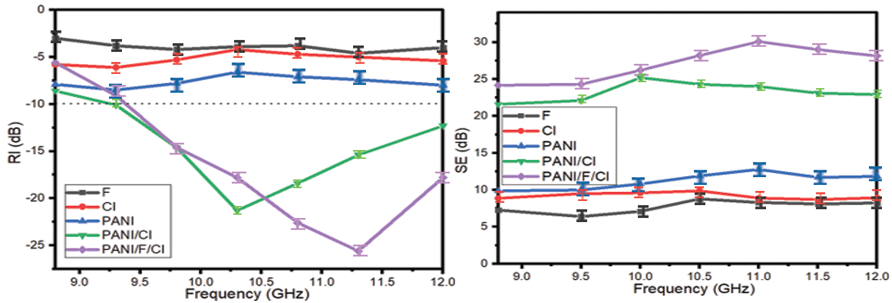 0
-5
-10
-15
-20
-25
RI (dB)
F
CI
PANI
PANI/CI
PANI/F/CI
9.0 9.5 10.0 10.5 11.0 11.5 12.0
Frequency (GHz)
30
25
20
15
10
5
0
SE (dB)
F
CI
PANI
PANI/CI
PANI/F/CI
9.0 9.5 10.0 10.5 11.0 11.5 12.0
Frequency (GHz)